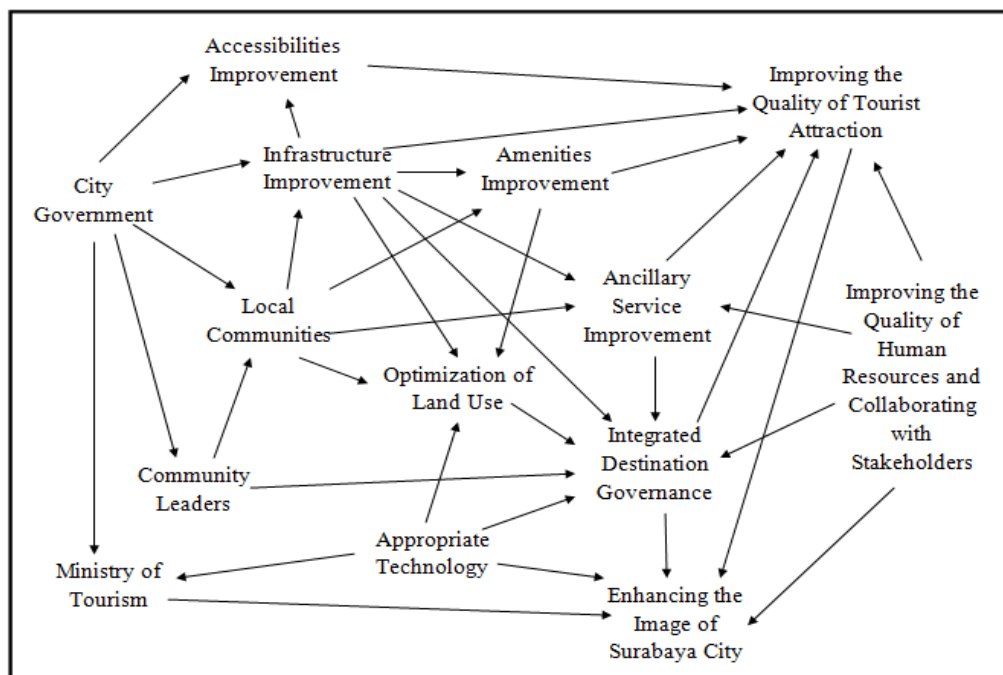 Accessibilities
Improvement
Improving the
Quality of Tourist
Attraction
Infrastructure
Improvement
Amenities
Improvement
City
Government
Local
Communities
Ancillary
Service
Improvement
Improving the
Quality of
Human
Resources and
Collaborating
with
Stakeholders
Optimization of
Land Use
Integrated
Destination
Governance
Community
Leaders
Appropriate
Technology
Ministry of
Tourism
Enhancing the
Image of
Surabaya City